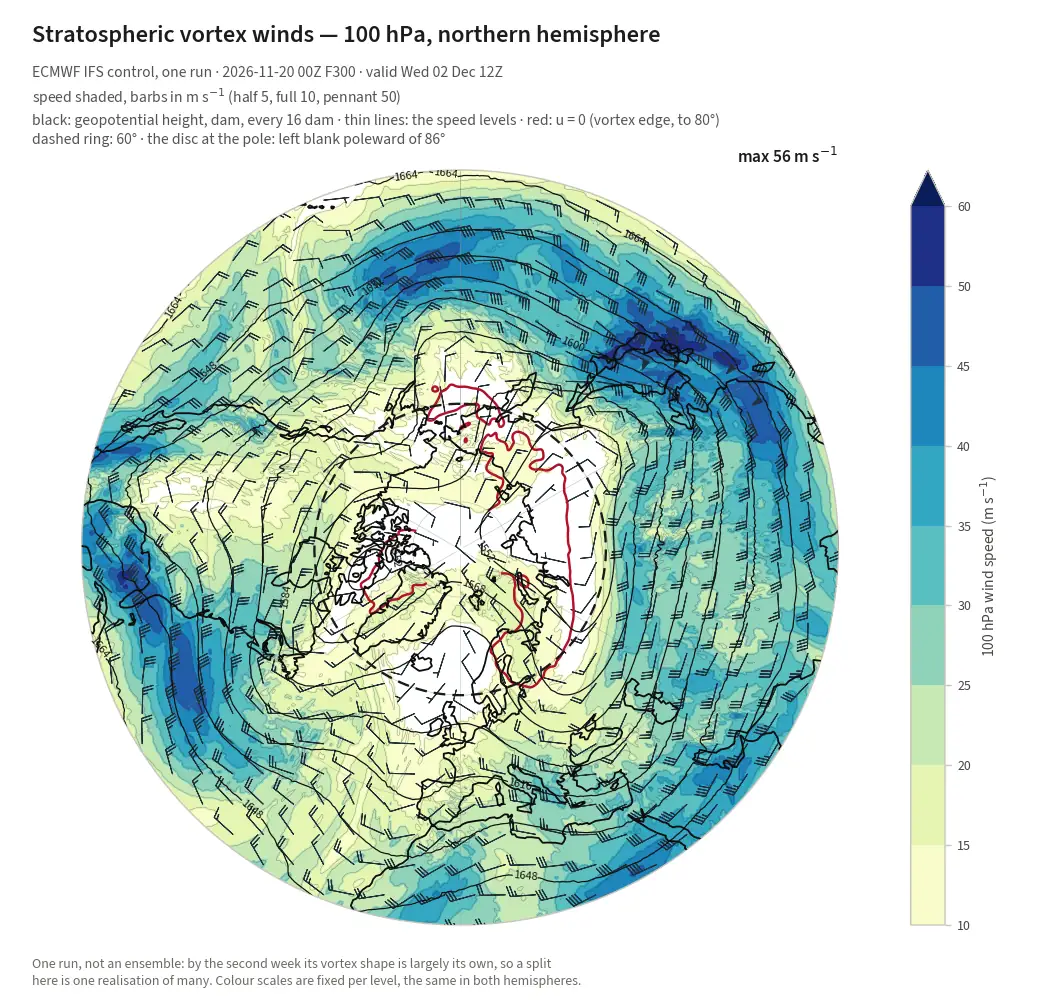 Stratospheric vortex winds — 100 hPa, northern hemisphere
ECMWF IFS control, one run · 2026-11-20 00Z F300 · valid Wed 02 Dec 12Z
speed shaded, barbs in m s⁻¹ (half 5, full 10, pennant 50)
black: geopotential height, dam, every 16 dam · thin lines: the speed levels · red: u = 0 (vortex edge, to 80°)
dashed ring: 60° · the disc at the pole: left blank poleward of 86°
max 56 m s⁻¹
1664
1664
1664
1664
1600
1648
1584
1568
1648
1616
1648
60
50
45
40
35
30
25
20
15
10
100 hPa wind speed (m s⁻¹)
One run, not an ensemble: by the second week its vortex shape is largely its own, so a split
here is one realisation of many. Colour scales are fixed per level, the same in both hemispheres.